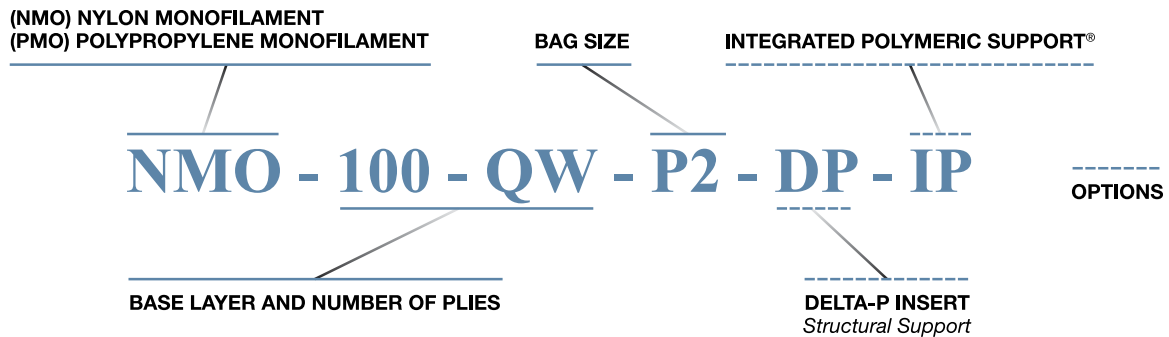 (NMO) NYLON MONOFILAMENT
(PMO) POLYPROPYLENE MONOFILAMENT
BAG SIZE
INTEGRATED POLYMERIC SUPPORT®
NMO - 100 - QW - P2 - DP - IP
OPTIONS
BASE LAYER AND NUMBER OF PLIES
DELTA-P INSERT
Structural Support